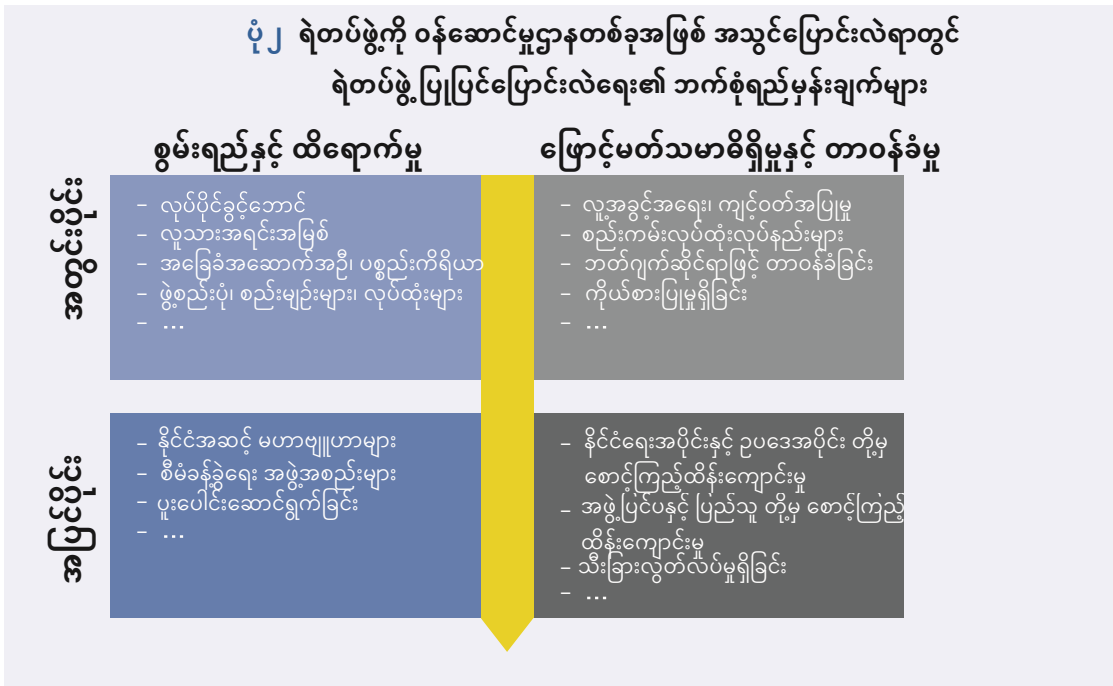 ပုံ၂ ရဲတပ်ဖွဲ့ကို ဝန်ဆောင်မှုဌာနတစ်ခုအဖြစ် အသွင်ပြောင်းလဲရာတွင်
ရဲတပ်ဖွဲ့ ပြုပြင်ပြောင်းလဲရေး၏ ဘက်စုံရည်မှန်းချက်များ
စွမ်းရည်နှင့် ထိရောက်မှု
ဖြောင့်မတ်သမာဓိရှိမှုနှင့် တာဝန်ခံမှု
အတွင်းပိုင်း
– လုပ်ပိုင်ခွင့်ဘောင်
– လူသားအရင်းအမြစ်
– အခြေခံအဆောက်အဦ၊ ပစ္စည်းကိရိယာ
– ဖွဲ့စည်းပုံ၊ စည်းမျဉ်းများ၊ လုပ်ထုံးများ
– ...
– လူ့အခွင့်အရေး၊ ကျင့်ဝတ်အပြုမှု
– စည်းကမ်းလုပ်ထုံးလုပ်နည်းများ
– ဘတ်ဂျက်ဆိုင်ရာဖြင့် တာဝန်ခံခြင်း
– ကိုယ်စားပြုမှုရှိခြင်း
– ...
အပြင်ပိုင်း
– နိုင်ငံအဆင့် မဟာဗျူဟာများ
– စီမံခန့်ခွဲရေး အဖွဲ့အစည်းများ
– ပူးပေါင်းဆောင်ရွက်ခြင်း
– ...
– နိင်ငံရေးအပိုင်းနှင့် ဥပဒေအပိုင်း တို့မှ
စောင့်ကြည့်ထိန်းကျောင်းမှု
– အဖွဲ့ပြင်ပနှင့် ပြည်သူ တို့မှ စောင့်ကြည့်
ထိန်းကျောင်းမှု
– သီးခြားလွတ်လပ်မှုရှိခြင်း
– ...